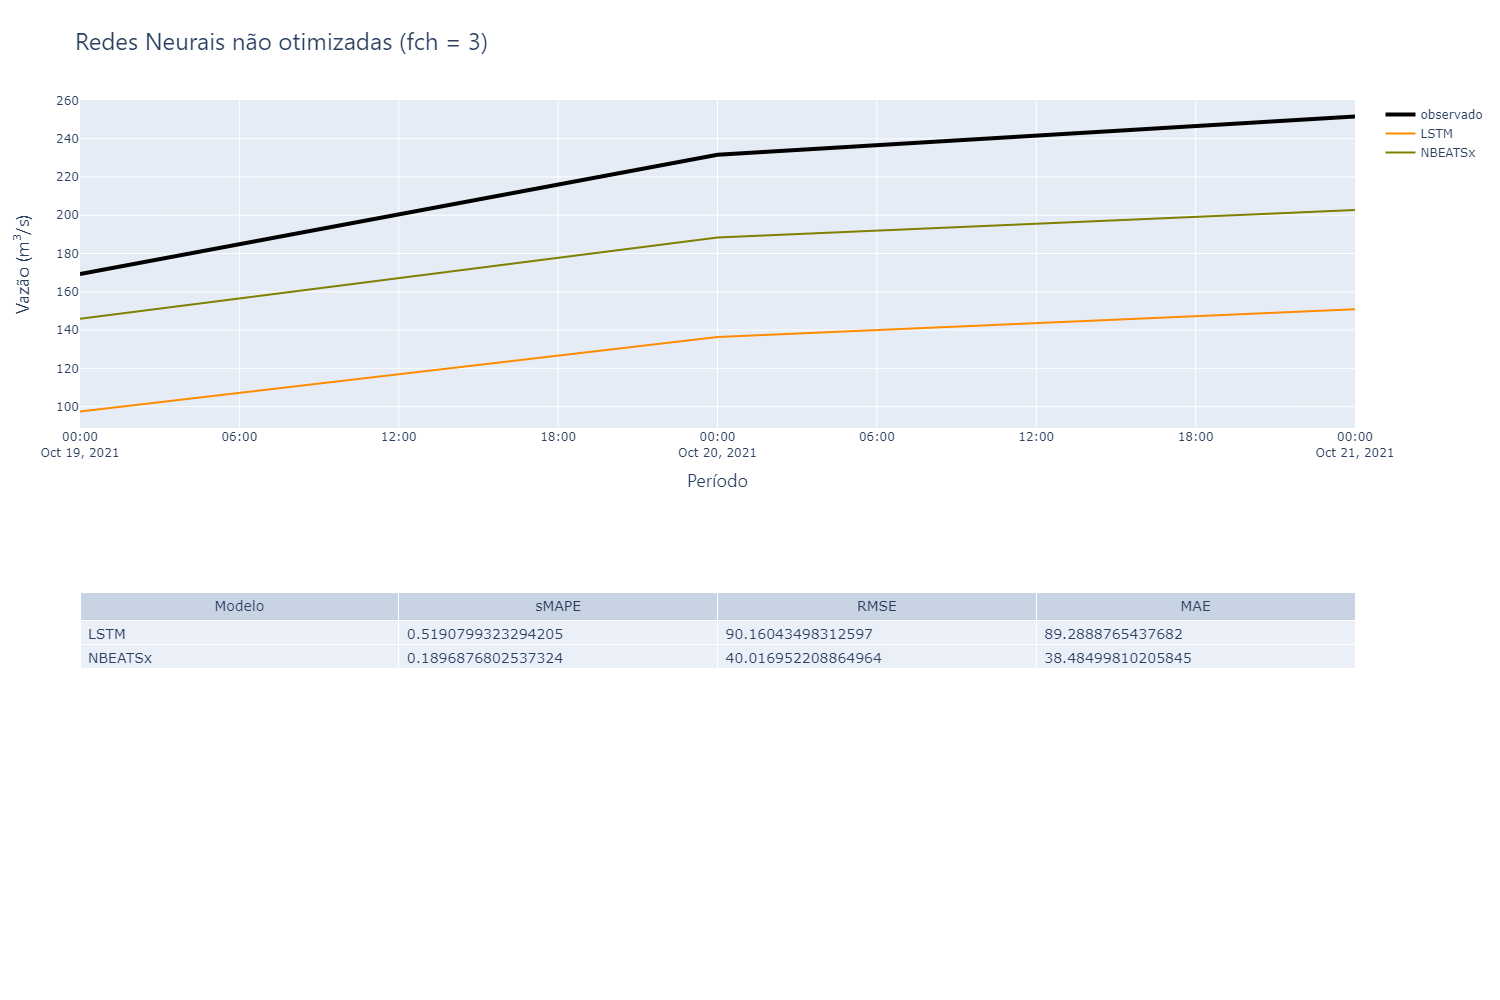 Redes Neurais não otimizadas (fch = 3)
260
240
220
200
180
160
140
120
100
Vazão (m³/s)
00:00 06:00 12:00 18:00 00:00 06:00 12:00 18:00 00:00
Oct 19, 2021 Oct 20, 2021 Oct 21, 2021
Período
observado
LSTM
NBEATSx
Modelo sMAPE RMSE MAE
LSTM 0.5190799323294205 90.16043498312597 89.2888765437682
NBEATSx 0.1896876802537324 40.016952208864964 38.48499810205845